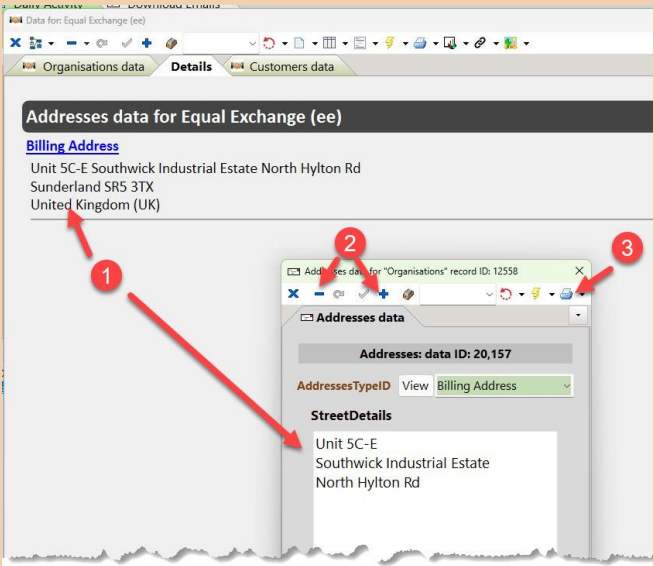 Daily Activity Download Emails
Data for: Equal Exchange (ee)
Organisations data Details Customers data
Addresses data for Equal Exchange (ee)
Billing Address
Unit 5C-E Southwick Industrial Estate North Hylton Rd
Sunderland SR5 3TX
United Kingdom (UK)
1
2
3
Addresses data for "Organisations" record ID: 12558
Addresses data
Addresses: data ID: 20,157
AddressesTypeID View Billing Address
StreetDetails
Unit 5C-E
Southwick Industrial Estate
North Hylton Rd